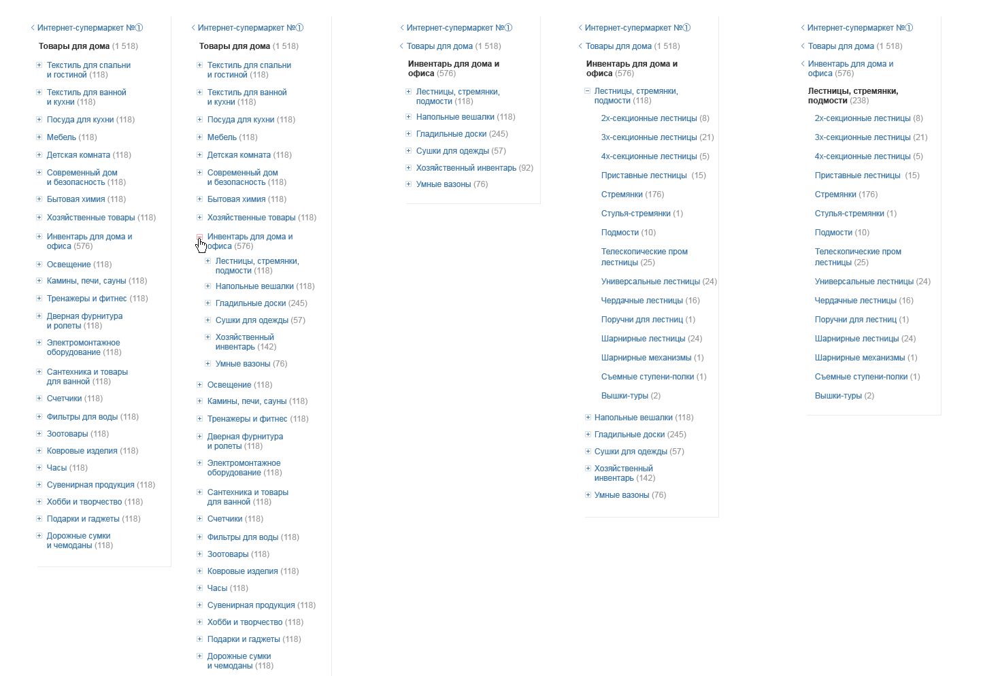 < Интернет-супермаркет №①
Товары для дома (1 518)
Текстиль для спальни
и гостиной (118)
Текстиль для ванной
и кухни (118)
Посуда для кухни (118)
Мебель (118)
Детская комната (118)
Современный дом
и безопасность (118)
Бытовая химия (118)
Хозяйственные товары (118)
Инвентарь для дома и
офиса (576)
Освещение (118)
Камины, печи, сауны (118)
Тренажеры и фитнес (118)
Дверная фурнитура
и ролеты (118)
Электромонтажное
оборудование (118)
Сантехника и товары
для ванной (118)
Счетчики (118)
Фильтры для воды (118)
Зоотовары (118)
Ковровые изделия (118)
Часы (118)
Сувенирная продукция (118)
Хобби и творчество (118)
Подарки и гаджеты (118)
Дорожные сумки
и чемоданы (118)
< Интернет-супермаркет №①
Товары для дома (1 518)
Текстиль для спальни
и гостиной (118)
Текстиль для ванной
и кухни (118)
Посуда для кухни (118)
Мебель (118)
Детская комната (118)
Современный дом
и безопасность (118)
Бытовая химия (118)
Хозяйственные товары (118)
Инвентарь для дома и
офиса (576)
Лестницы, стремянки,
подмости (118)
Напольные вешалки (118)
Гладильные доски (245)
Сушки для одежды (57)
Хозяйственный
инвентарь (142)
Умные вазоны (76)
Освещение (118)
Камины, печи, сауны (118)
Тренажеры и фитнес (118)
Дверная фурнитура
и ролеты (118)
Электромонтажное
оборудование (118)
Сантехника и товары
для ванной (118)
Счетчики (118)
Фильтры для воды (118)
Зоотовары (118)
Ковровые изделия (118)
Часы (118)
Сувенирная продукция (118)
Хобби и творчество (118)
Подарки и гаджеты (118)
Дорожные сумки
и чемоданы (118)
< Интернет-супермаркет №①
< Товары для дома (1 518)
Инвентарь для дома и
офиса (576)
Лестницы, стремянки,
подмости (118)
Напольные вешалки (118)
Гладильные доски (245)
Сушки для одежды (57)
Хозяйственный инвентарь (92)
Умные вазоны (76)
< Интернет-супермаркет №①
< Товары для дома (1 518)
Инвентарь для дома и
офиса (576)
Лестницы, стремянки,
подмости (118)
2х-секционные лестницы (8)
3х-секционные лестницы (21)
4х-секционные лестницы (5)
Приставные лестницы (15)
Стремянки (176)
Стулья-стремянки (1)
Подмости (10)
Телескопические пром
лестницы (25)
Универсальные лестницы (24)
Чердачные лестницы (16)
Поручни для лестниц (1)
Шарнирные лестницы (24)
Шарнирные механизмы (1)
Съемные ступени-полки (1)
Вышки-туры (2)
Напольные вешалки (118)
Гладильные доски (245)
Сушки для одежды (57)
Хозяйственный
инвентарь (142)
Умные вазоны (76)
< Интернет-супермаркет №①
< Товары для дома (1 518)
< Инвентарь для дома и
офиса (576)
Лестницы, стремянки,
подмости (238)
2х-секционные лестницы (8)
3х-секционные лестницы (21)
4х-секционные лестницы (5)
Приставные лестницы (15)
Стремянки (176)
Стулья-стремянки (1)
Подмости (10)
Телескопические пром
лестницы (25)
Универсальные лестницы (24)
Чердачные лестницы (16)
Поручни для лестниц (1)
Шарнирные лестницы (24)
Шарнирные механизмы (1)
Съемные ступени-полки (1)
Вышки-туры (2)